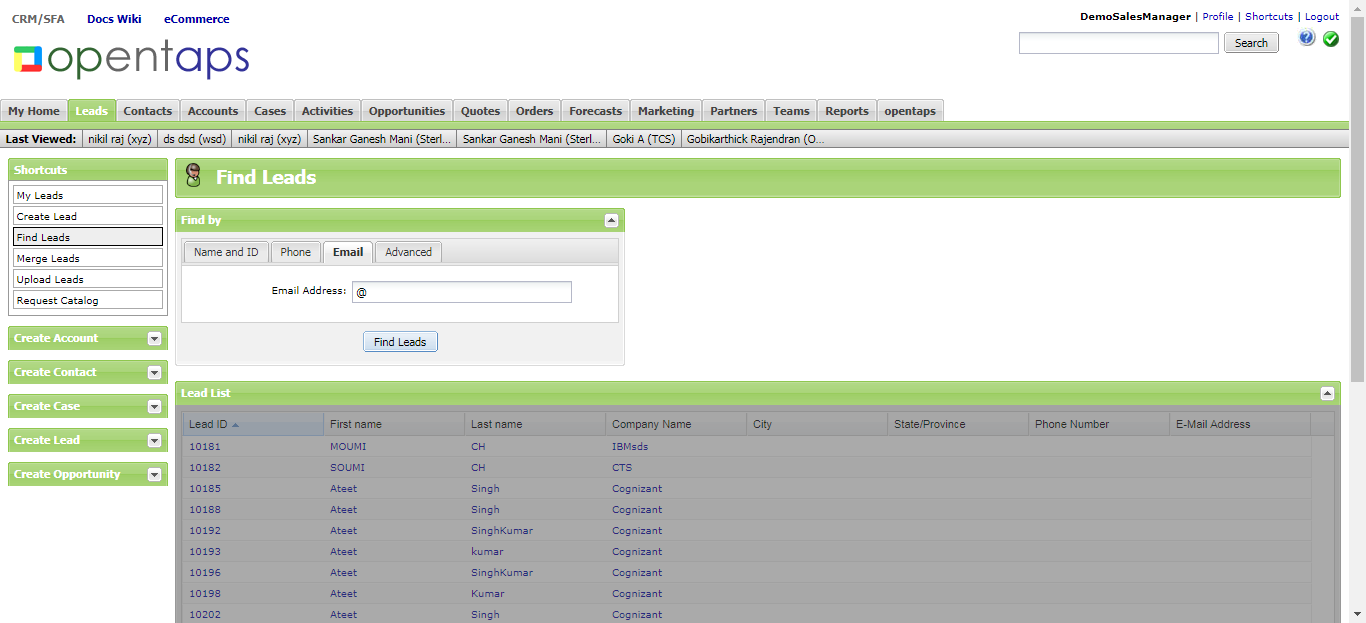 CRM/SFA Docs Wiki eCommerce
DemoSalesManager | Profile | Shortcuts | Logout
opentaps
Search
My Home Leads Contacts Accounts Cases Activities Opportunities Quotes Orders Forecasts Marketing Partners Teams Reports opentaps
Last Viewed: nikil raj (xyz) ds dsd (wsd) nikil raj (xyz) Sankar Ganesh Mani (Sterl... Sankar Ganesh Mani (Sterl... Goki A (TCS) Gobikarthick Rajendran (O...
Shortcuts
My Leads
Create Lead
Find Leads
Merge Leads
Upload Leads
Request Catalog
Create Account
Create Contact
Create Case
Create Lead
Create Opportunity
Find Leads
Find by
Name and ID Phone Email Advanced
Email Address: @
Find Leads
Lead List
Lead ID First name Last name Company Name City State/Province Phone Number E-Mail Address
10181 MOUMI CH IBMsds
10182 SOUMI CH CTS
10185 Ateet Singh Cognizant
10188 Ateet Singh Cognizant
10192 Ateet SinghKumar Cognizant
10193 Ateet kumar Cognizant
10196 Ateet SinghKumar Cognizant
10198 Ateet Kumar Cognizant
10202 Ateet Singh Cognizant